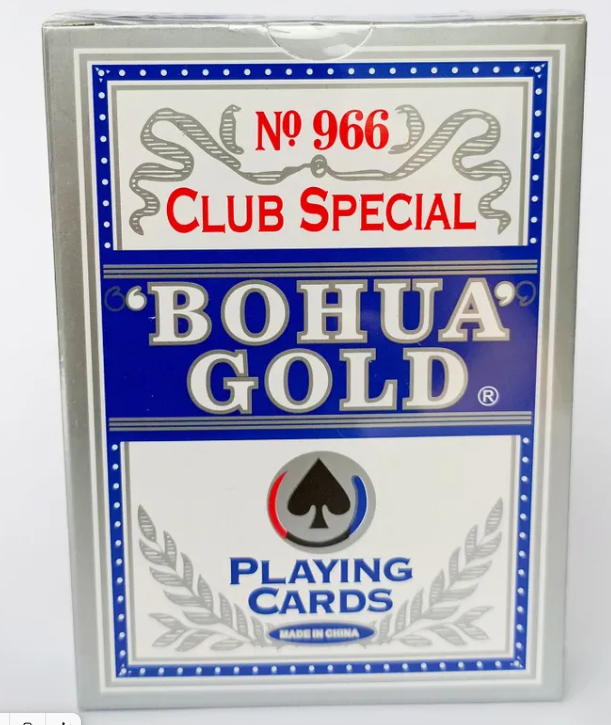 Nº 966
CLUB SPECIAL
‘BOHUA’
GOLD®
PLAYING
CARDS
MADE IN CHINA